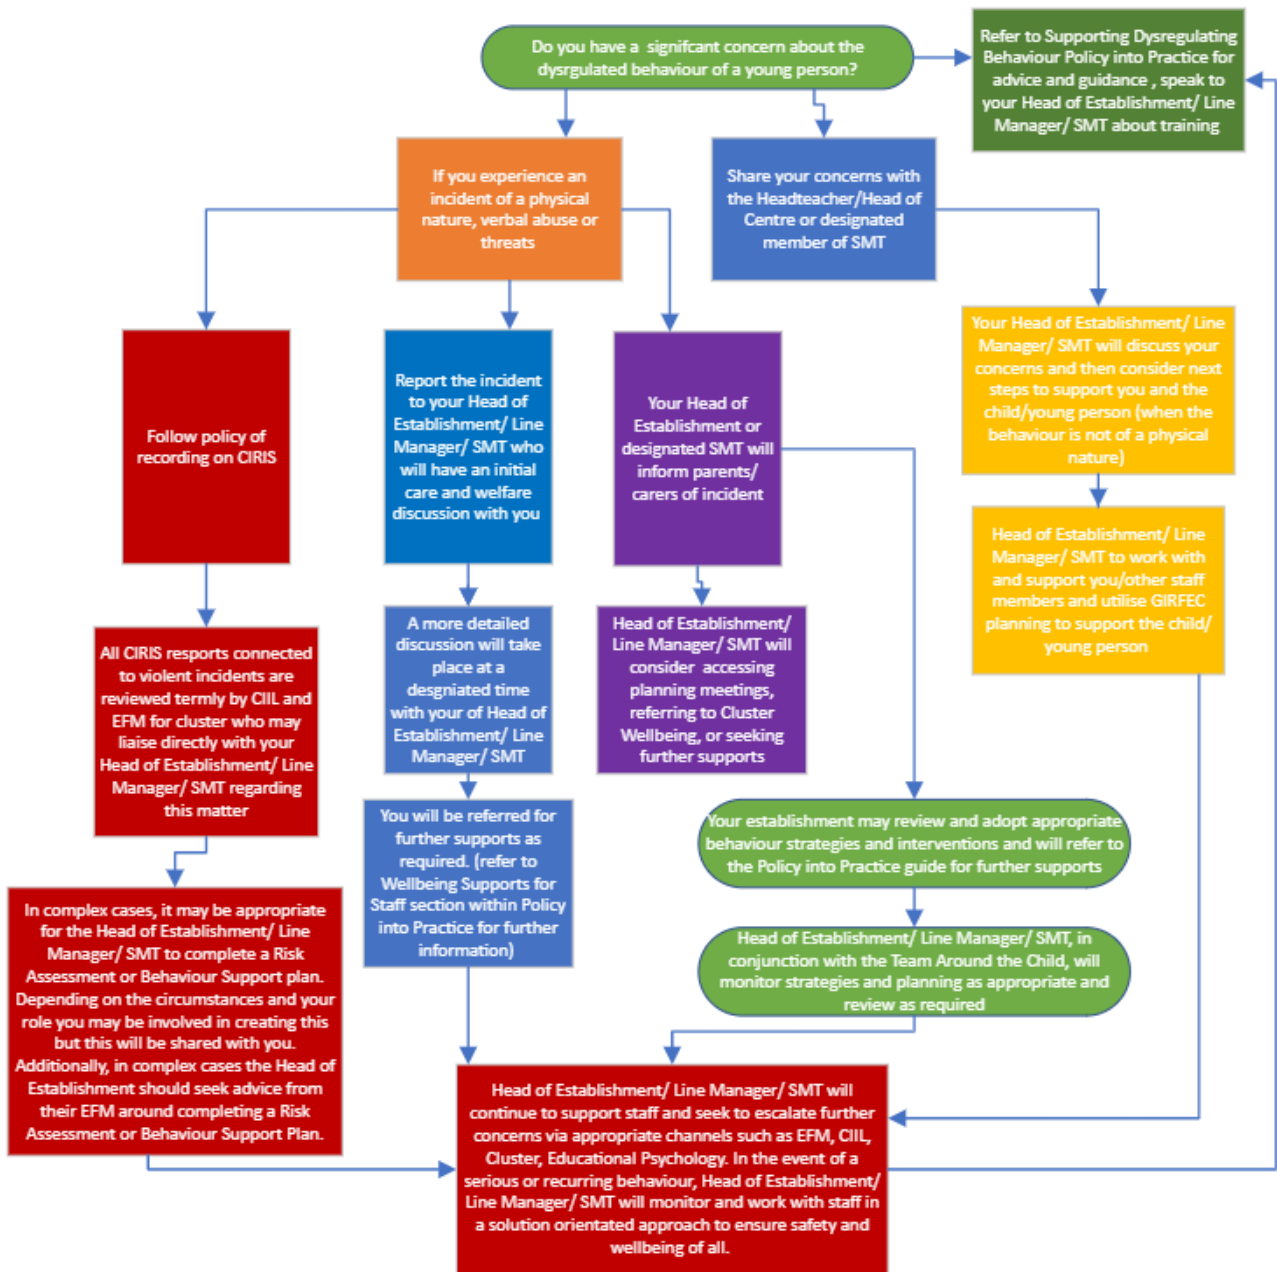 Do you have a signifcant concern about the
dysrgulated behaviour of a young person?
Refer to Supporting Dysregulating
Behaviour Policy into Practice for
advice and guidance , speak to
your Head of Establishment/ Line
Manager/ SMT about training
If you experience an
incident of a physical
nature, verbal abuse or
threats
Share your concerns with
the Headteacher/Head of
Centre or designated
member of SMT
Follow policy of
recording on CIRIS
Report the incident
to your Head of
Establishment/ Line
Manager/ SMT who
will have an initial
care and welfare
discussion with you
Your Head of
Establishment or
designated SMT will
inform parents/
carers of incident
Your Head of Establishment/ Line
Manager/ SMT will discuss your
concerns and then consider next
steps to support you and the
child/young person (when the
behaviour is not of a physical
nature)
Head of Establishment/ Line
Manager/ SMT to work with
and support you/other staff
members and utilise GIRFEC
planning to support the child/
young person
All CIRIS resports connected
to violent incidents are
reviewed termly by CIIL and
EFM for cluster who may
liaise directly with your
Head of Establishment/ Line
Manager/ SMT regarding
this matter
A more detailed
discussion will take
place at a
desgniated time
with your of Head of
Establishment/ Line
Manager/ SMT
Head of Establishment/
Line Manager/ SMT will
consider  accessing
planning meetings,
referring to Cluster
Wellbeing, or seeking
further supports
You will be referred for
further supports as
required. (refer to
Wellbeing Supports for
Staff section within Policy
into Practice for further
information)
Your establishment may review and adopt appropriate
behaviour strategies and interventions and will refer to
the Policy into Practice guide for further supports
Head of Establishment/ Line Manager/ SMT, in
conjunction with the Team Around the Child, will
monitor strategies and planning as appropriate and
review as required
In complex cases, it may be appropriate
for the Head of Establishment/ Line
Manager/ SMT to complete a Risk
Assessment or Behaviour Support plan.
Depending on the circumstances and your
role you may be involved in creating this
but this will be shared with you.
Additionally, in complex cases the Head of
Establishment should seek advice from
their EFM around completing a Risk
Assessment or Behaviour Support Plan.
Head of Establishment/ Line Manager/ SMT will
continue to support staff and seek to escalate further
concerns via appropriate channels such as EFM, CIIL,
Cluster, Educational Psychology. In the event of a
serious or recurring behaviour, Head of Establishment/
Line Manager/ SMT will monitor and work with staff in
a solution orientated approach to ensure safety and
wellbeing of all.